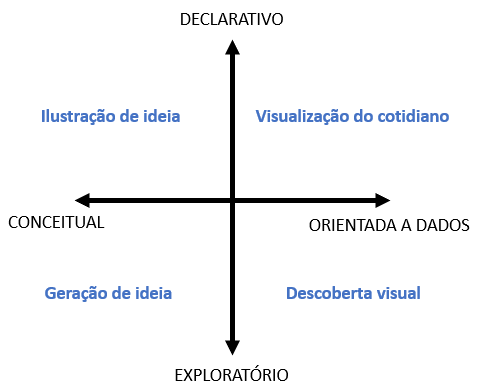 DECLARATIVO
Ilustração de ideia
Visualização do cotidiano
CONCEITUAL
ORIENTADA A DADOS
Geração de ideia
Descoberta visual
EXPLORATÓRIO